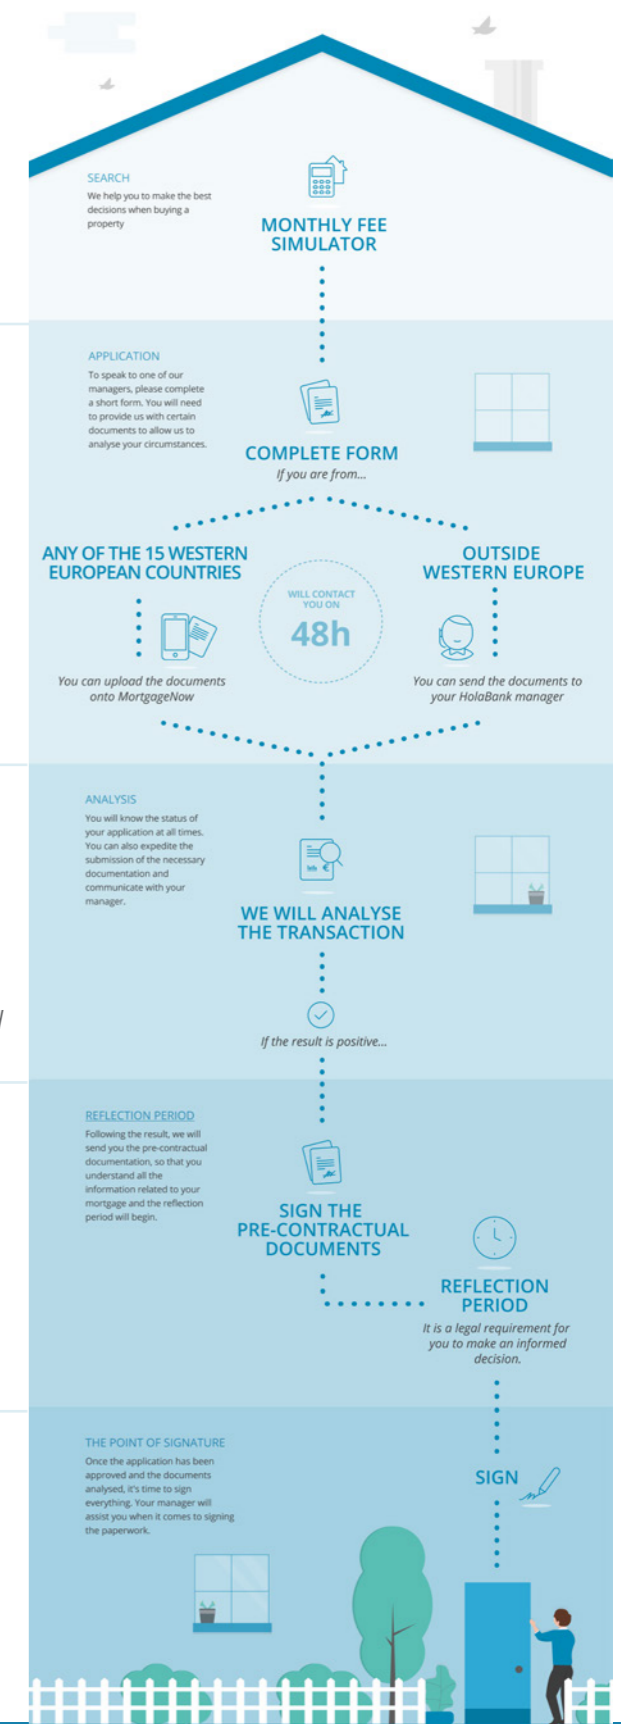 SEARCH
We help you to make the best
decisions when buying a
property
MONTHLY FEE
SIMULATOR
APPLICATION
To speak to one of our
managers, please complete
a short form. You will need
to provide us with certain
documents to allow us to
analyse your circumstances.
COMPLETE FORM
If you are from...
ANY OF THE 15 WESTERN
EUROPEAN COUNTRIES
OUTSIDE
WESTERN EUROPE
WILL CONTACT
YOU ON
48h
You can upload the documents
onto MortgageNow
You can send the documents to
your HolaBank manager
ANALYSIS
You will know the status of
your application at all times.
You can also expedite the
submission of the necessary
documentation and
communicate with your
manager.
WE WILL ANALYSE
THE TRANSACTION
If the result is positive...
REFLECTION PERIOD
Following the result, we will
send you the pre-contractual
documentation, so that you
understand all the
information related to your
mortgage and the reflection
period will begin.
SIGN THE
PRE-CONTRACTUAL
DOCUMENTS
REFLECTION
PERIOD
It is a legal requirement for
you to make an informed
decision.
THE POINT OF SIGNATURE
Once the application has been
approved and the documents
analysed, it's time to sign
everything. Your manager will
assist you when it comes to signing
the paperwork.
SIGN